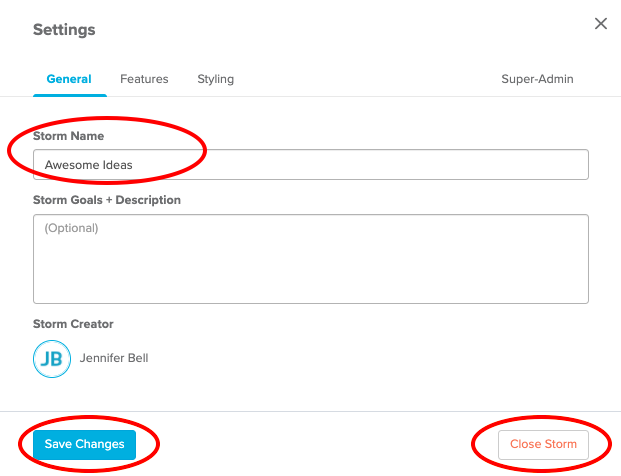 Settings
General Features Styling Super-Admin
Storm Name
Awesome Ideas
Storm Goals + Description
(Optional)
Storm Creator
JB Jennifer Bell
Save Changes Close Storm